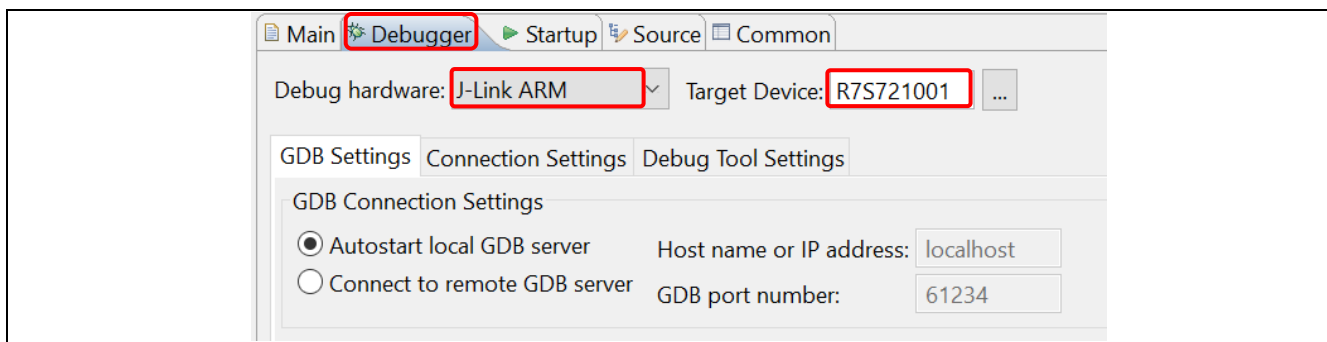 Main Debugger Startup Source Common
Debug hardware: J-Link ARM Target Device: R7S721001 ...
GDB Settings Connection Settings Debug Tool Settings
GDB Connection Settings
Autostart local GDB server Host name or IP address: localhost
Connect to remote GDB server GDB port number: 61234